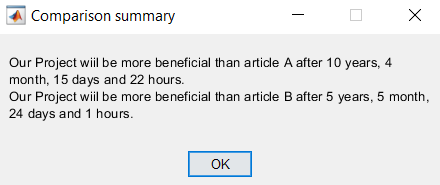 Comparison summary
Our Project wiil be more beneficial than article A after 10 years, 4
month, 15 days and 22 hours.
Our Project wiil be more beneficial than article B after 5 years, 5 month,
24 days and 1 hours.
OK